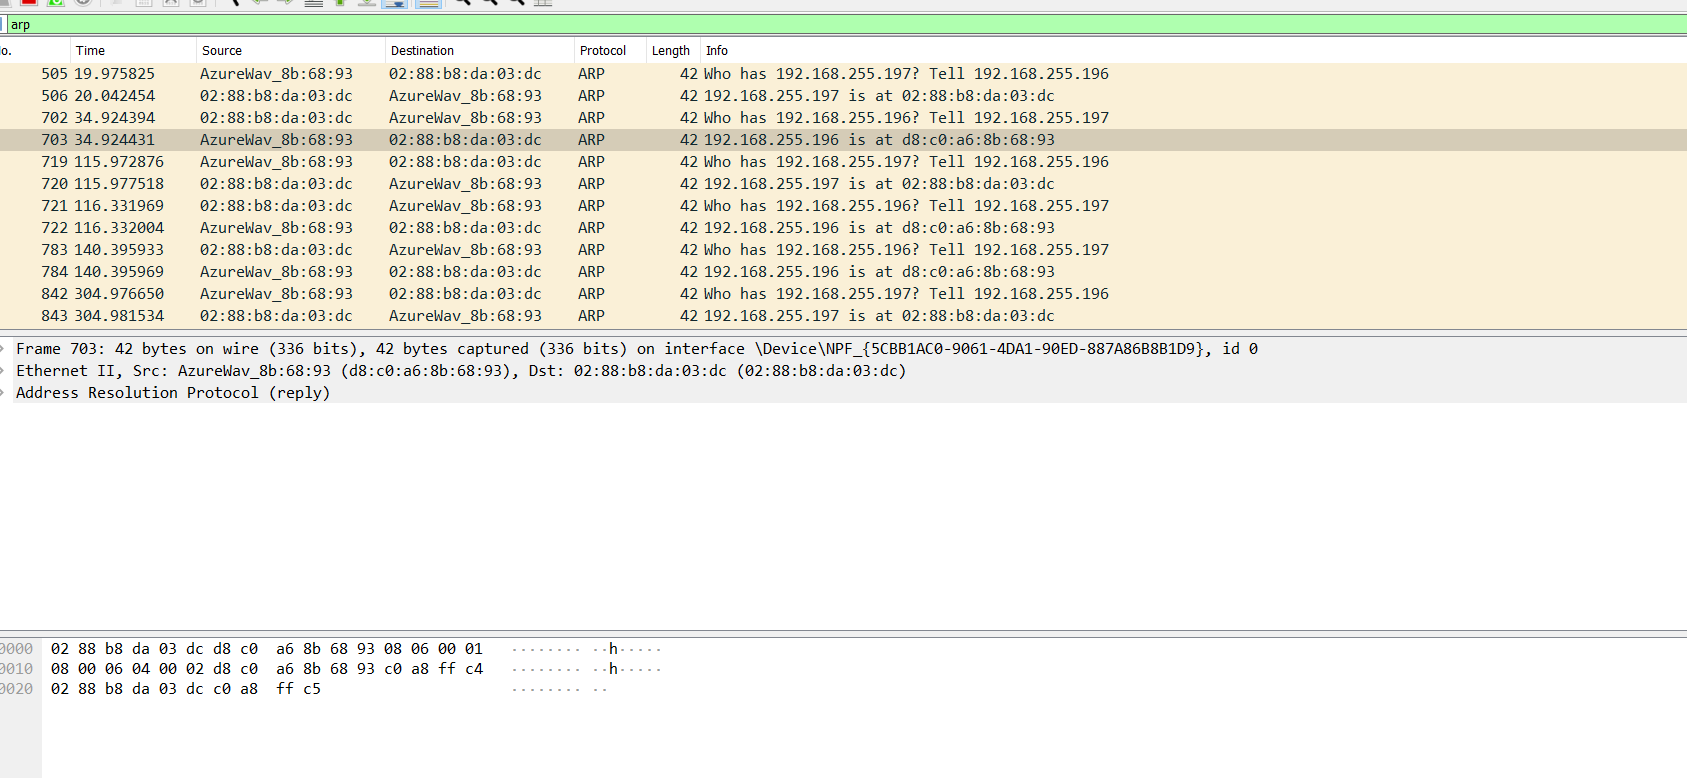 arp
o. Time Source Destination Protocol Length Info
505 19.975825 AzureWav_8b:68:93 02:88:b8:da:03:dc ARP 42 Who has 192.168.255.197? Tell 192.168.255.196
506 20.042454 02:88:b8:da:03:dc AzureWav_8b:68:93 ARP 42 192.168.255.197 is at 02:88:b8:da:03:dc
702 34.924394 02:88:b8:da:03:dc AzureWav_8b:68:93 ARP 42 Who has 192.168.255.196? Tell 192.168.255.197
703 34.924431 AzureWav_8b:68:93 02:88:b8:da:03:dc ARP 42 192.168.255.196 is at d8:c0:a6:8b:68:93
719 115.972876 AzureWav_8b:68:93 02:88:b8:da:03:dc ARP 42 Who has 192.168.255.197? Tell 192.168.255.196
720 115.977518 02:88:b8:da:03:dc AzureWav_8b:68:93 ARP 42 192.168.255.197 is at 02:88:b8:da:03:dc
721 116.331969 02:88:b8:da:03:dc AzureWav_8b:68:93 ARP 42 Who has 192.168.255.196? Tell 192.168.255.197
722 116.332004 02:88:b8:da:03:dc AzureWav_8b:68:93 ARP 42 192.168.255.196 is at d8:c0:a6:8b:68:93
783 140.395933 02:88:b8:da:03:dc AzureWav_8b:68:93 ARP 42 Who has 192.168.255.196? Tell 192.168.255.197
784 140.395969 AzureWav_8b:68:93 02:88:b8:da:03:dc ARP 42 192.168.255.196 is at d8:c0:a6:8b:68:93
842 304.976650 AzureWav_8b:68:93 02:88:b8:da:03:dc ARP 42 Who has 192.168.255.197? Tell 192.168.255.196
843 304.981534 02:88:b8:da:03:dc AzureWav_8b:68:93 ARP 42 192.168.255.197 is at 02:88:b8:da:03:dc
Frame 703: 42 bytes on wire (336 bits), 42 bytes captured (336 bits) on interface \Device\NPF_{5CBB1AC0-9061-4DA1-90ED-887A86B8B1D9}, id 0
Ethernet II, Src: AzureWav_8b:68:93 (d8:c0:a6:8b:68:93), Dst: 02:88:b8:da:03:dc (02:88:b8:da:03:dc)
Address Resolution Protocol (reply)
0000 02 88 b8 da 03 dc d8 c0 a6 8b 68 93 08 06 00 01 ········ ··h·····
0010 08 00 06 04 00 02 d8 c0 a6 8b 68 93 c0 a8 ff c4 ········ ··h·····
0020 02 88 b8 da 03 dc c0 a8 ff c5 ········ ··